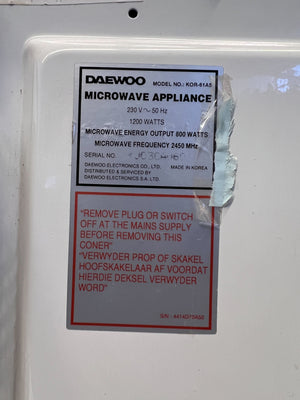 DAEWOO MODEL NO.; KOR-61A5
MICROWAVE APPLIANCE
230 V ~ 50 Hz
1200 WATTS
MICROWAVE ENERGY OUTPUT 800 WATTS
MICROWAVE FREQUENCY 2450 MHz
SERIAL NO.
DAEWOO ELECTRONICS CO., LTD. MADE IN KOREA
DISTRIBUTED & SERVICED BY
DAEWOO ELECTRONICS S.A. LTD.
"REMOVE PLUG OR SWITCH
OFF AT THE MAINS SUPPLY
BEFORE REMOVING THIS
CONER"
"VERWYDER PROP OF SKAKEL
HOOFSKAKELAAR AF VOORDAT
HIERDIE DEKSEL VERWYDER
WORD"
S/N :